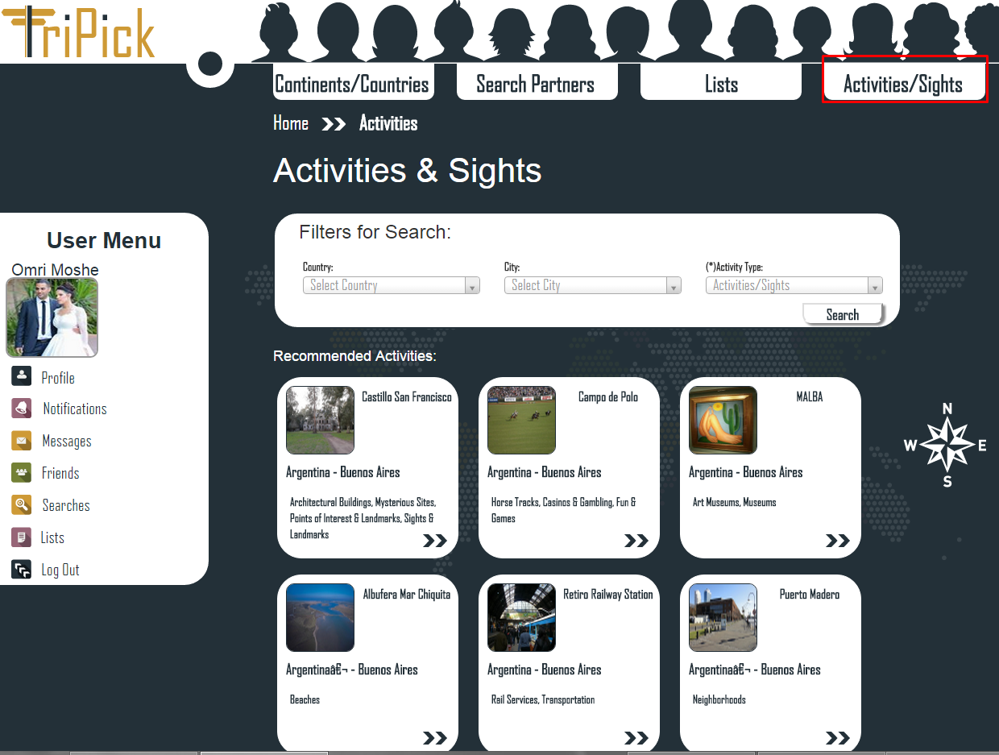 TriPick
Continents/Countries
Search Partners
Lists
Activities/Sights
Home
Activities
Activities & Sights
User Menu
Omri Moshe
Profile
Notifications
Messages
Friends
Searches
Lists
Log Out
Filters for Search:
Country:
City:
(*)Activity Type:
Select Country
Select City
Activities/Sights
Search
Recommended Activities:
Castillo San Francisco
Argentina - Buenos Aires
Architectural Buildings, Mysterious Sites,
Points of Interest & Landmarks, Sights &
Landmarks
Campo de Polo
Argentina - Buenos Aires
Horse Tracks, Casinos & Gambling, Fun &
Games
MALBA
Argentina - Buenos Aires
Art Museums, Museums
Albufera Mar Chiquita
Argentinaâ€¬ - Buenos Aires
Beaches
Retiro Railway Station
Argentina - Buenos Aires
Rail Services, Transportation
Puerto Madero
Argentinaâ€¬ - Buenos Aires
Neighborhoods
N
W
E
S